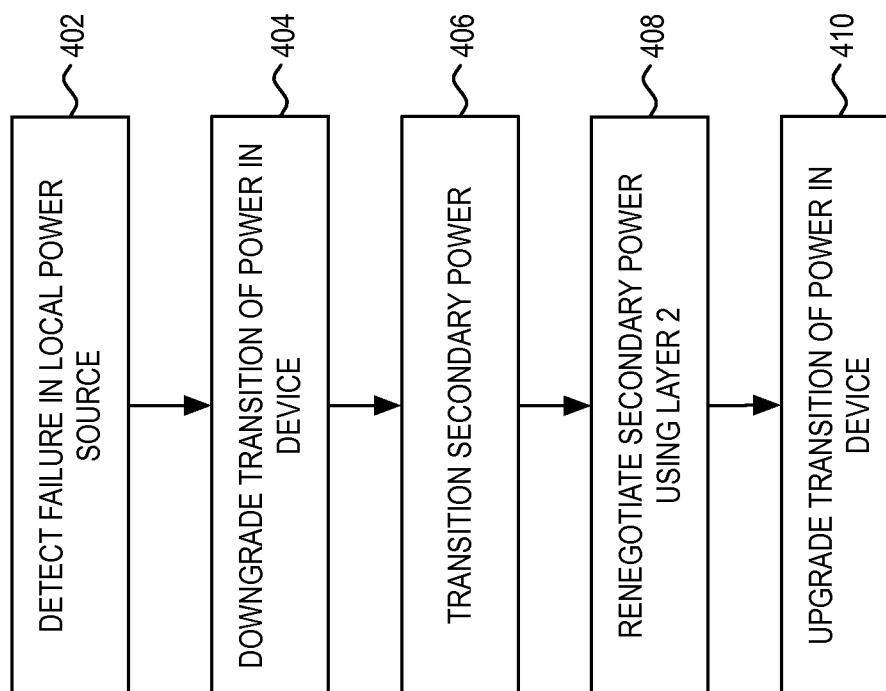 DETECT FAILURE IN LOCAL POWER
SOURCE
402
DOWNGRADE TRANSITION OF POWER IN
DEVICE
404
TRANSITION SECONDARY POWER
406
RENEGOTIATE SECONDARY POWER
USING LAYER 2
408
UPGRADE TRANSITION OF POWER IN
DEVICE
410